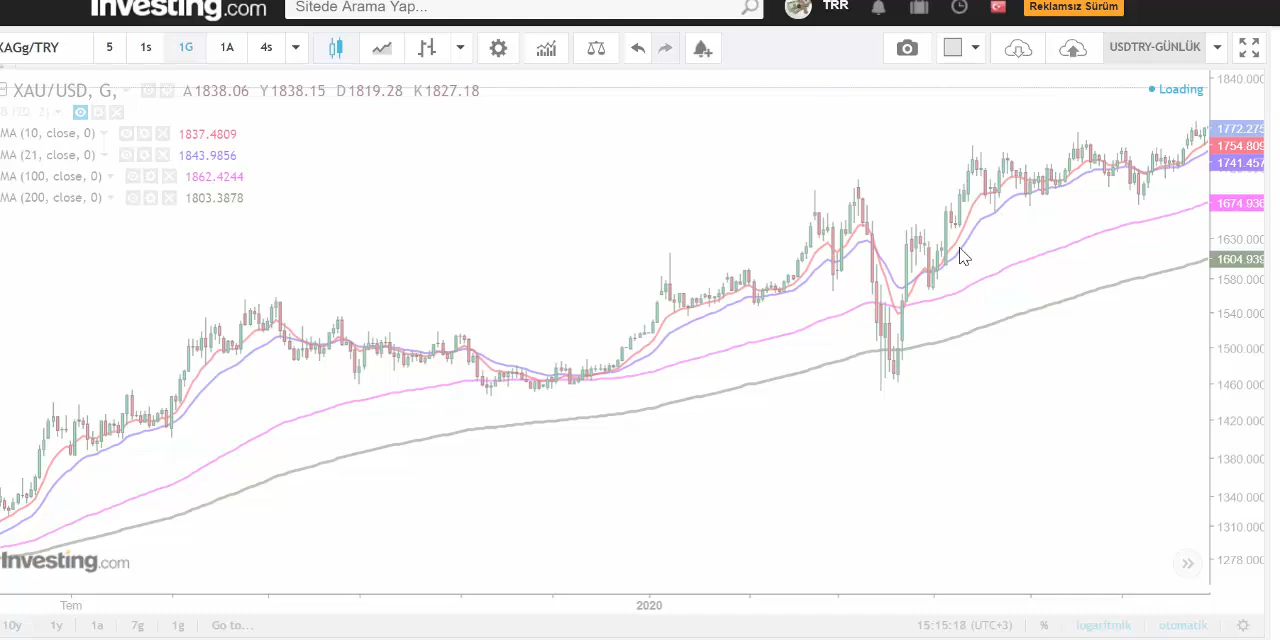 Investing.com
Sitede Arama Yap...
TRR
Reklamsız Sürüm
XAGg/TRY
5
1s
1G
1A
4s
USDTRY-GÜNLÜK
XAU/USD, G,
A1838.06 Y1838.15 D1819.28 K1827.18
Loading
MA (10, close, 0)
1837.4809
MA (21, close, 0)
1843.9856
MA (100, close, 0)
1862.4244
MA (200, close, 0)
1803.3878
1840.000
1772.275
1754.809
1741.457
1674.936
1630.000
1604.939
1580.000
1540.000
1500.000
1460.000
1420.000
1380.000
1340.000
1310.000
1278.000
Investing.com
Tem
2020
10y
1y
1a
7g
1g
Go to...
15:15:18 (UTC+3)
%
logaritmik
otomatik